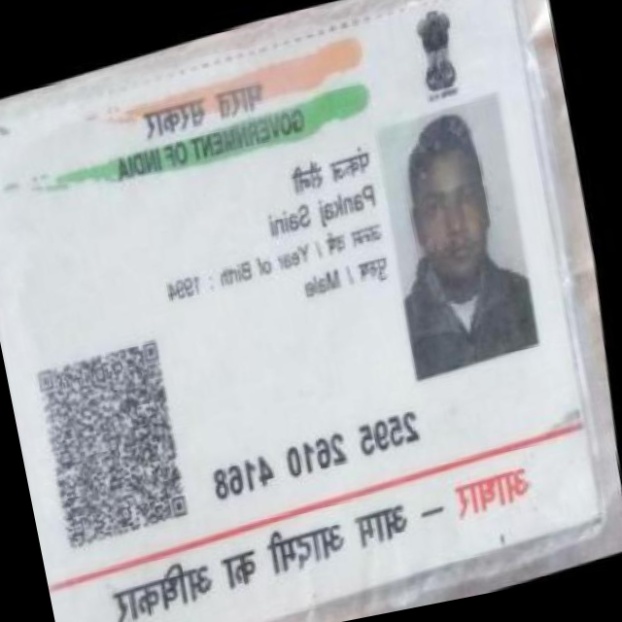 भारत सरकार
GOVERNMENT OF INDIA
पंकज सैनी
Pankaj Saini
जन्म वर्ष / Year of Birth : 1994
पुरुष / Male
2595 2610 4168
आधार – आम आदमी का अधिकार